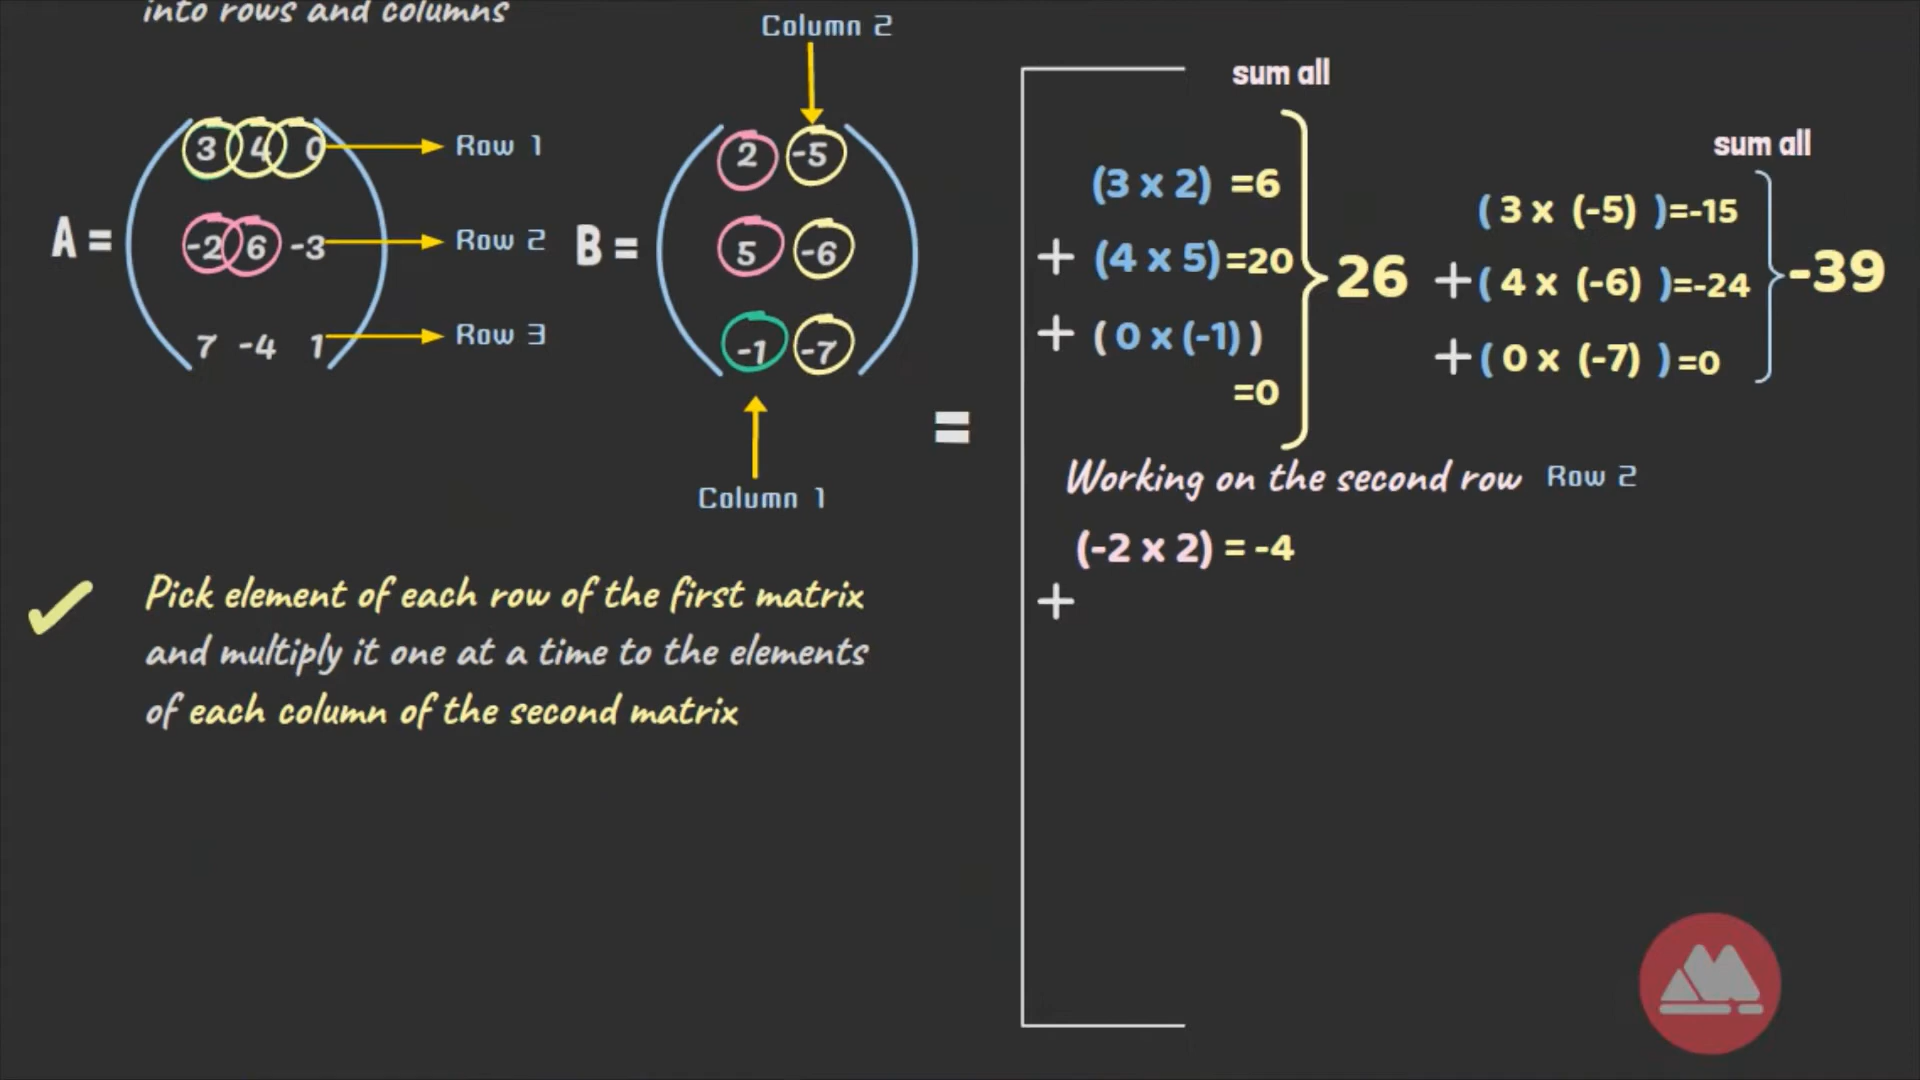 into rows and columns
Column 2
A =
3 4 0
-2 6 -3
7 -4 1
Row 1
Row 2
Row 3
B =
2 -5
5 -6
-1 -7
Column 1
=
sum all
(3 x 2) =6
+ (4 x 5)=20
+ ( 0 x (-1) )
=0
26
sum all
( 3 x (-5) )=-15
+( 4 x (-6) )=-24
+( 0 x (-7) )=0
-39
Working on the second row Row 2
(-2 x 2) = -4
+
Pick element of each row of the first matrix
and multiply it one at a time to the elements
of each column of the second matrix